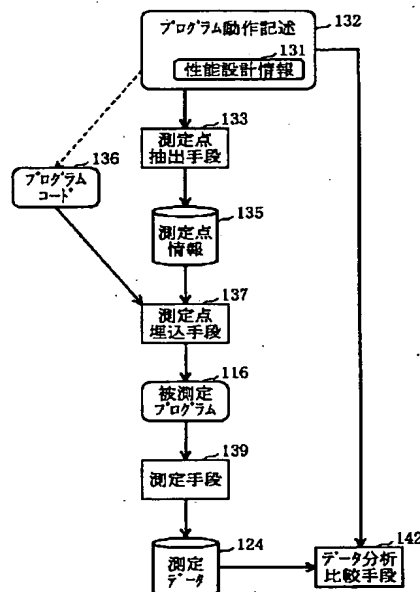 132
プログラム動作記述
131
性能設計情報
133
測定点
抽出手段
136
プログラム
コード
135
測定点
情報
137
測定点
埋込手段
116
被測定
プログラム
139
測定手段
124
測定
データ
142
データ分析
比較手段